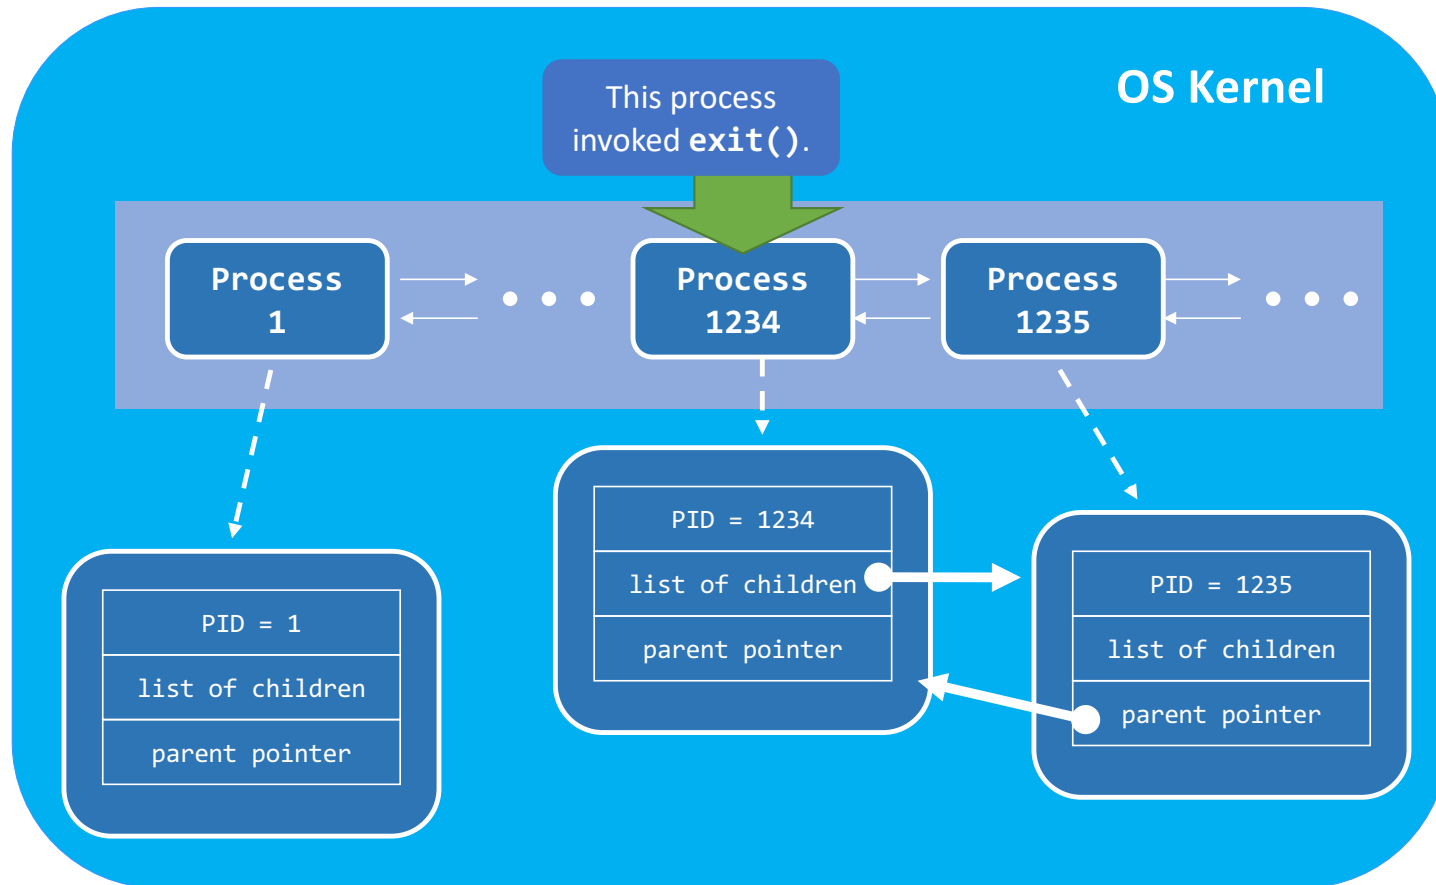 OS Kernel
This process
invoked exit().
Process
1
Process
1234
Process
1235
PID = 1234
list of children
parent pointer
PID = 1235
list of children
parent pointer
PID = 1
list of children
parent pointer